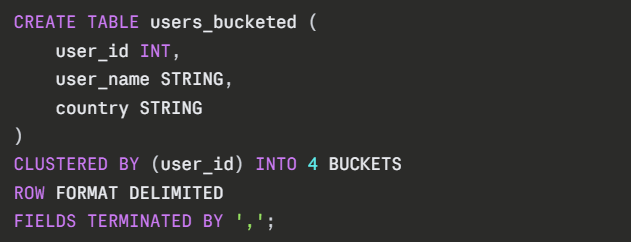 CREATE TABLE users_bucketed (
    user_id INT,
    user_name STRING,
    country STRING
)
CLUSTERED BY (user_id) INTO 4 BUCKETS
ROW FORMAT DELIMITED
FIELDS TERMINATED BY ',';